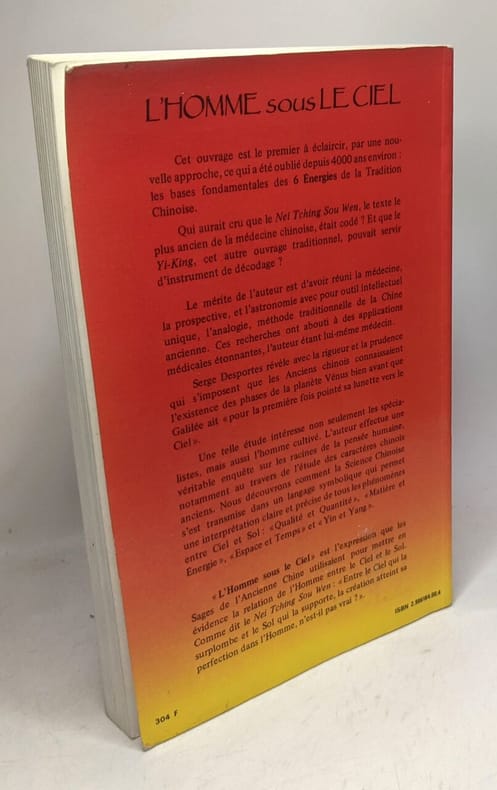 L'HOMME sous LE CIEL
Cet ouvrage est le premier à éclaircir, par une nou-
velle approche, ce qui a été oublié depuis 4000 ans environ :
les bases fondamentales des 6 Energies de la Tradition
Chinoise.
Qui aurait cru que le Nei Tching Sou Wen, le texte le
plus ancien de la médecine chinoise, était codé ? Et que le
Yi-King, cet autre ouvrage traditionnel, pouvait servir
d'instrument de décodage ?
Le mérite de l'auteur est d'avoir réuni la médecine,
la prospective, et l'astronomie avec pour outil intellectuel
unique, l'analogie, méthode traditionnelle de la Chine
ancienne. Ces recherches ont abouti à des applications
médicales étonnantes, l'auteur étant lui-même médecin.
Serge Desportes révèle avec la rigueur et la prudence
qui s'imposent que les Anciens chinois connaissaient
l'existence des phases de la planète Vénus bien avant que
Galilée ait « pour la première fois pointé sa lunette vers le
Ciel ».
Une telle étude intéresse non seulement les spécia-
listes, mais aussi l'homme cultivé. L'auteur effectue une
véritable enquête sur les racines de la pensée humaine,
notamment au travers de l'étude des caractères chinois
anciens. Nous découvrons comment la Science Chinoise
s'est transmise dans un langage symbolique qui permet
une interprétation claire et précise de tous les phénomènes
entre Ciel et Sol : « Qualité et Quantité », « Matière et
Energie », « Espace et Temps » et « Yin et Yang ».
« L'Homme sous le Ciel » est l'expression que les
Sages de l'Ancienne Chine utilisaient pour mettre en
évidence la relation de l'Homme entre le Ciel et le Sol.
Comme dit le Nei Tching Sou Wen : « Entre le Ciel qui la
surplombe et le Sol qui la supporte, la création atteint sa
perfection dans l'Homme, n'est-il pas vrai ? ».
304 F